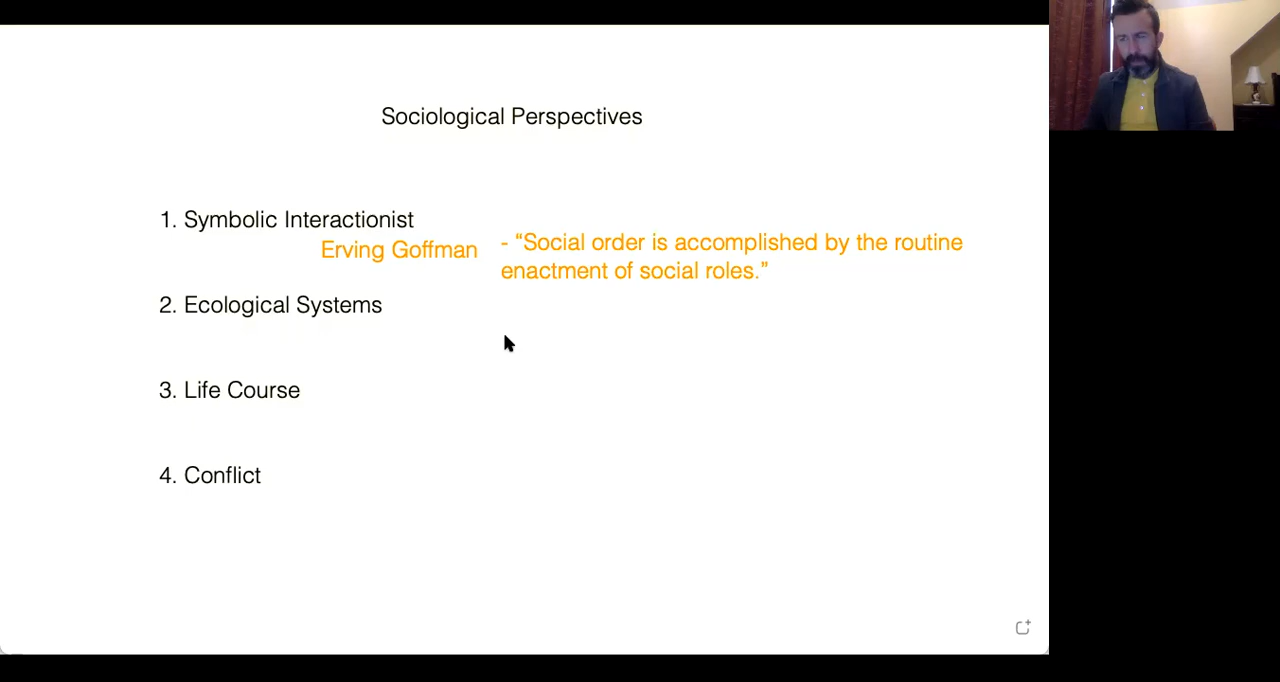 Sociological Perspectives
1. Symbolic Interactionist
Erving Goffman
- “Social order is accomplished by the routine
enactment of social roles.”
2. Ecological Systems
3. Life Course
4. Conflict